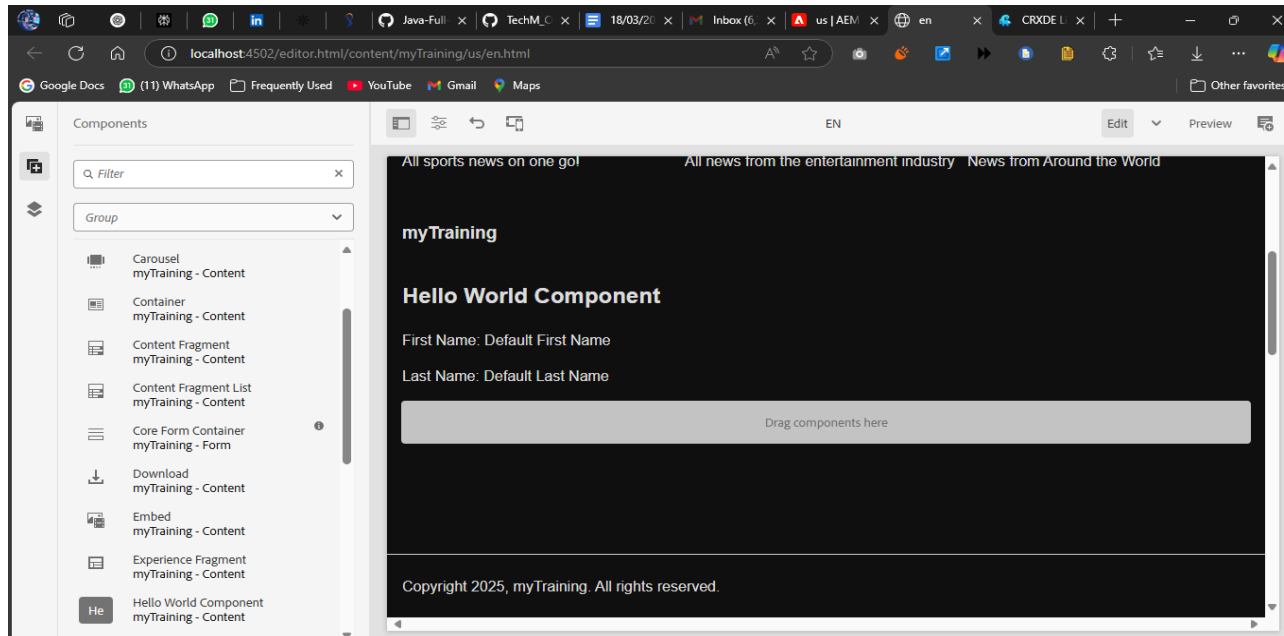 Java-Full
TechM_C
18/03/20
Inbox (6,
us | AEM
en
CRXDE Li
localhost:4502/editor.html/content/myTraining/us/en.html
Google Docs
(11) WhatsApp
Frequently Used
YouTube
Gmail
Maps
Other favorites
Components
EN
Edit
Preview
Filter
Group
Carousel
myTraining - Content
Container
myTraining - Content
Content Fragment
myTraining - Content
Content Fragment List
myTraining - Content
Core Form Container
myTraining - Form
Download
myTraining - Content
Embed
myTraining - Content
Experience Fragment
myTraining - Content
He
Hello World Component
myTraining - Content
All sports news on one go!
All news from the entertainment industry
News from Around the World
myTraining
Hello World Component
First Name: Default First Name
Last Name: Default Last Name
Drag components here
Copyright 2025, myTraining. All rights reserved.